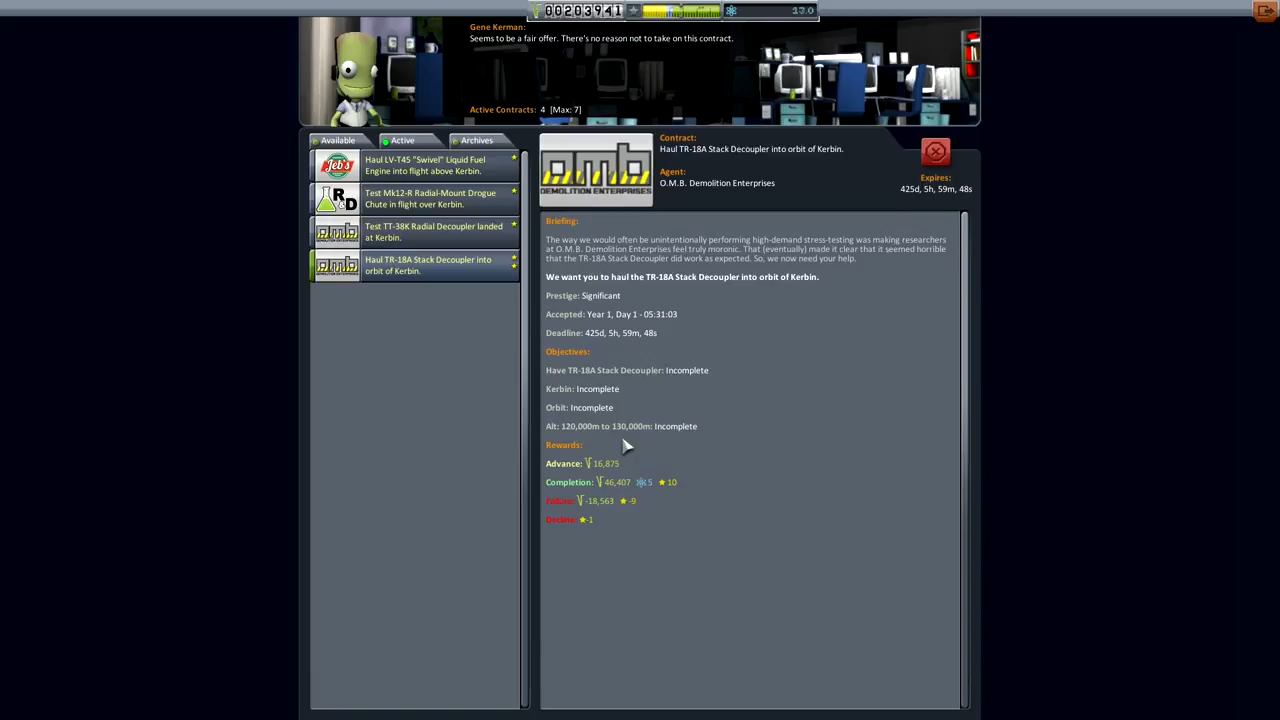 00203941
13.0
Gene Kerman:
Seems to be a fair offer. There's no reason not to take on this contract.
Active Contracts: 4 [Max: 7]
Available
Active
Archives
Jeb's
Haul LV-T45 "Swivel" Liquid Fuel
Engine into flight above Kerbin.
R&D
Test Mk12-R Radial-Mount Drogue
Chute in flight over Kerbin.
omb
Test TT-38K Radial Decoupler landed
at Kerbin.
omb
Haul TR-18A Stack Decoupler into
orbit of Kerbin.
omb
DEMOLITION ENTERPRISES
Contract:
Haul TR-18A Stack Decoupler into orbit of Kerbin.
Agent:
O.M.B. Demolition Enterprises
Expires:
425d, 5h, 59m, 48s
Briefing:
The way we would often be unintentionally performing high-demand stress-testing was making researchers
at O.M.B. Demolition Enterprises feel truly moronic. That (eventually) made it clear that it seemed horrible
that the TR-18A Stack Decoupler did work as expected. So, we now need your help.
We want you to haul the TR-18A Stack Decoupler into orbit of Kerbin.
Prestige: Significant
Accepted: Year 1, Day 1 - 05:31:03
Deadline: 425d, 5h, 59m, 48s
Objectives:
Have TR-18A Stack Decoupler: Incomplete
Kerbin: Incomplete
Orbit: Incomplete
Alt: 120,000m to 130,000m: Incomplete
Rewards:
Advance: 16,875
Completion: 46,407 5 10
Failure: -18,563 -9
Decline: -1